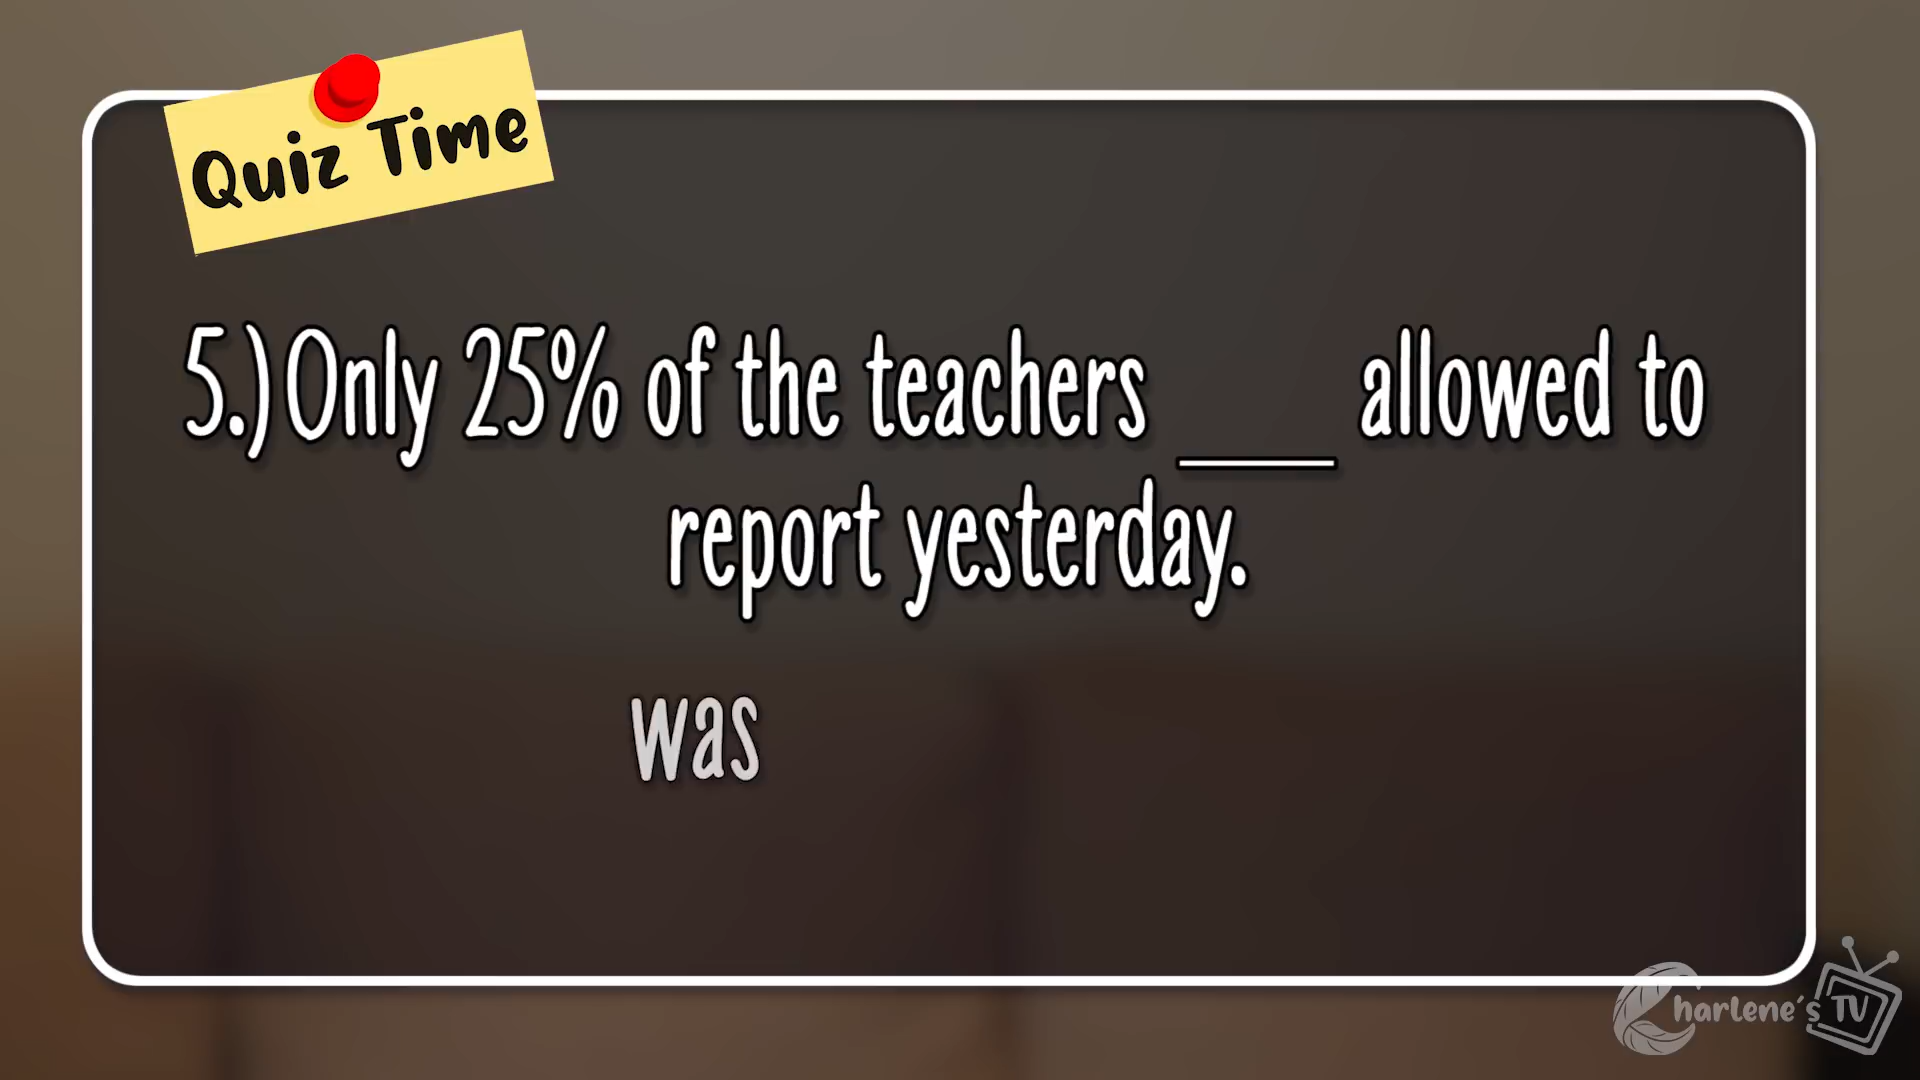 Quiz Time
5.) Only 25% of the teachers ____ allowed to
report yesterday.
was
Charlene's TV